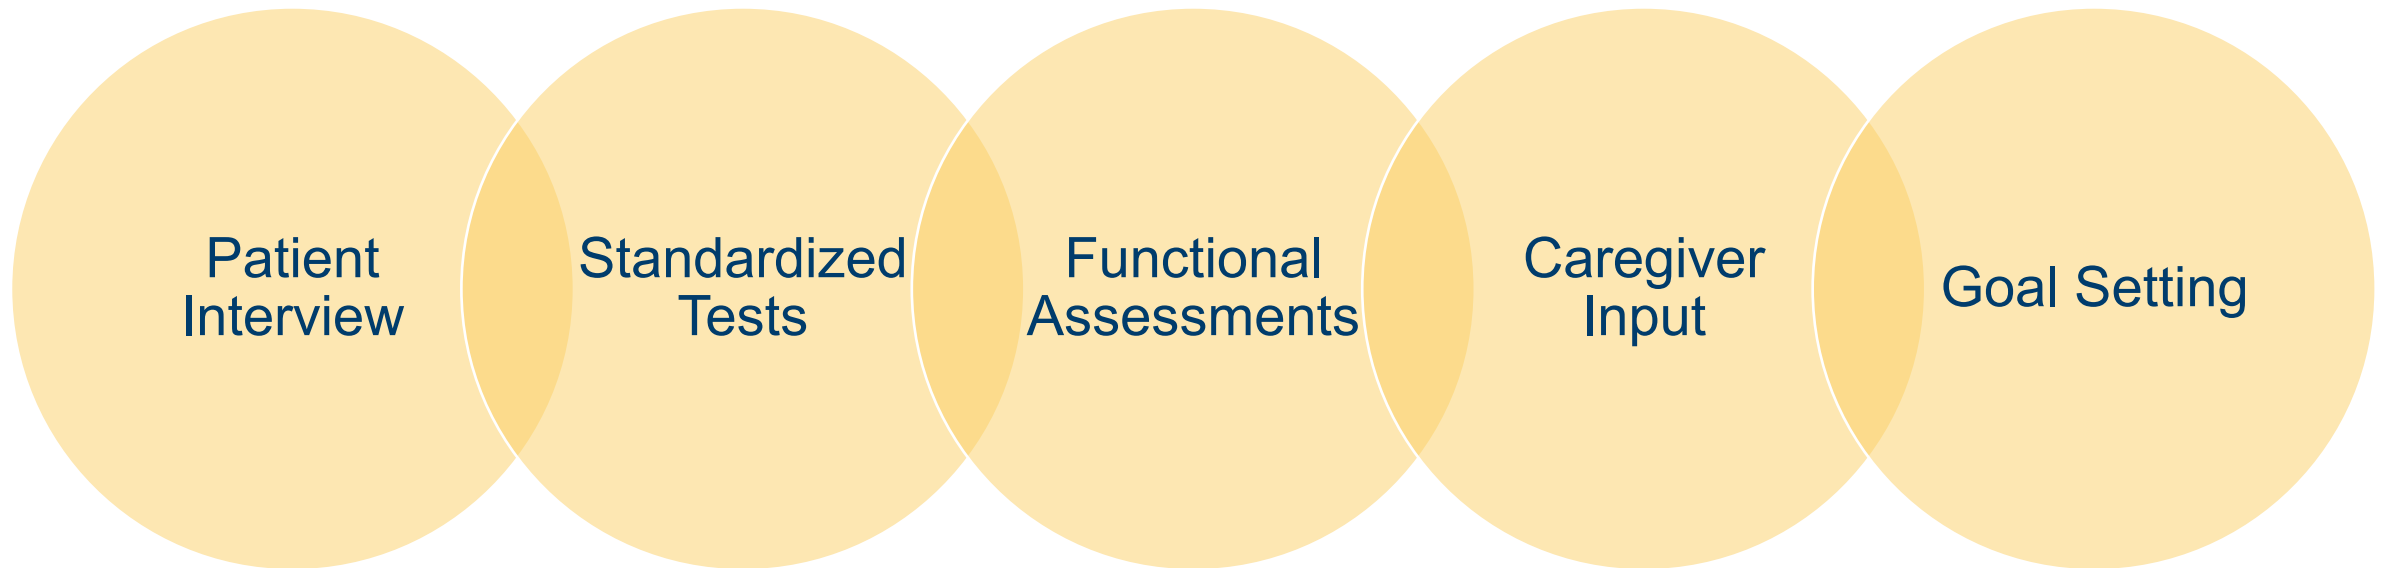 Patient
Interview
Standardized
Tests
Functional
Assessments
Caregiver
Input
Goal Setting